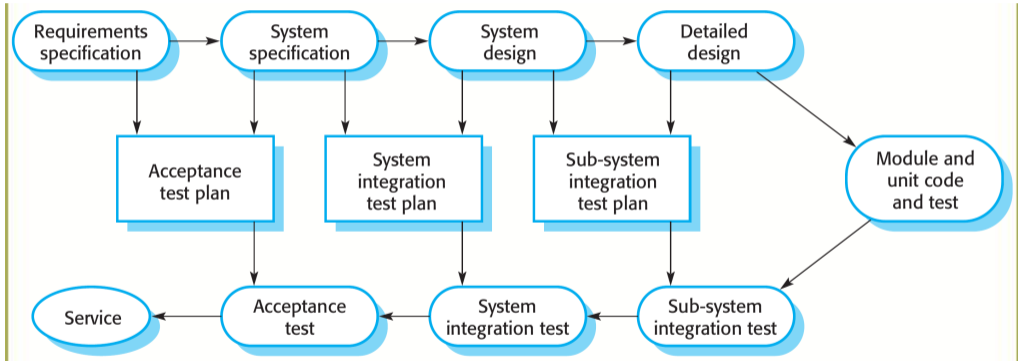 Requirements
specification
System
specification
System
design
Detailed
design
Acceptance
test plan
System
integration
test plan
Sub-system
integration
test plan
Module and
unit code
and test
Service
Acceptance
test
System
integration test
Sub-system
integration test